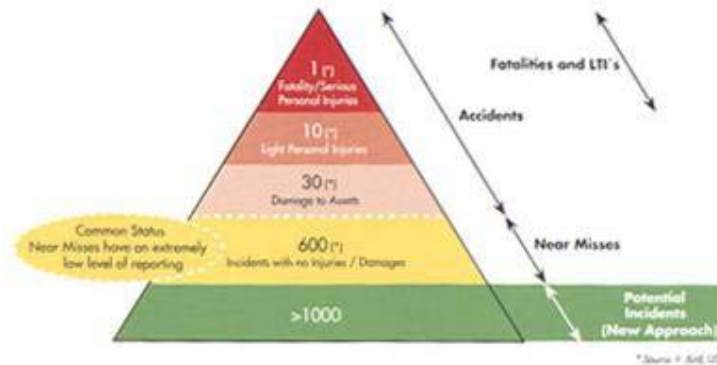 1 (*)
Fatality/Serious
Personal Injuries
Fatalities and LTI's
Accidents
10 (*)
Light Personal Injuries
30 (*)
Damage to Assets
Common Status
Near Misses have an extremely
low level of reporting
600 (*)
Incidents with no Injuries / Damages
Near Misses
>1000
Potential
Incidents
(New Approach)
* Source